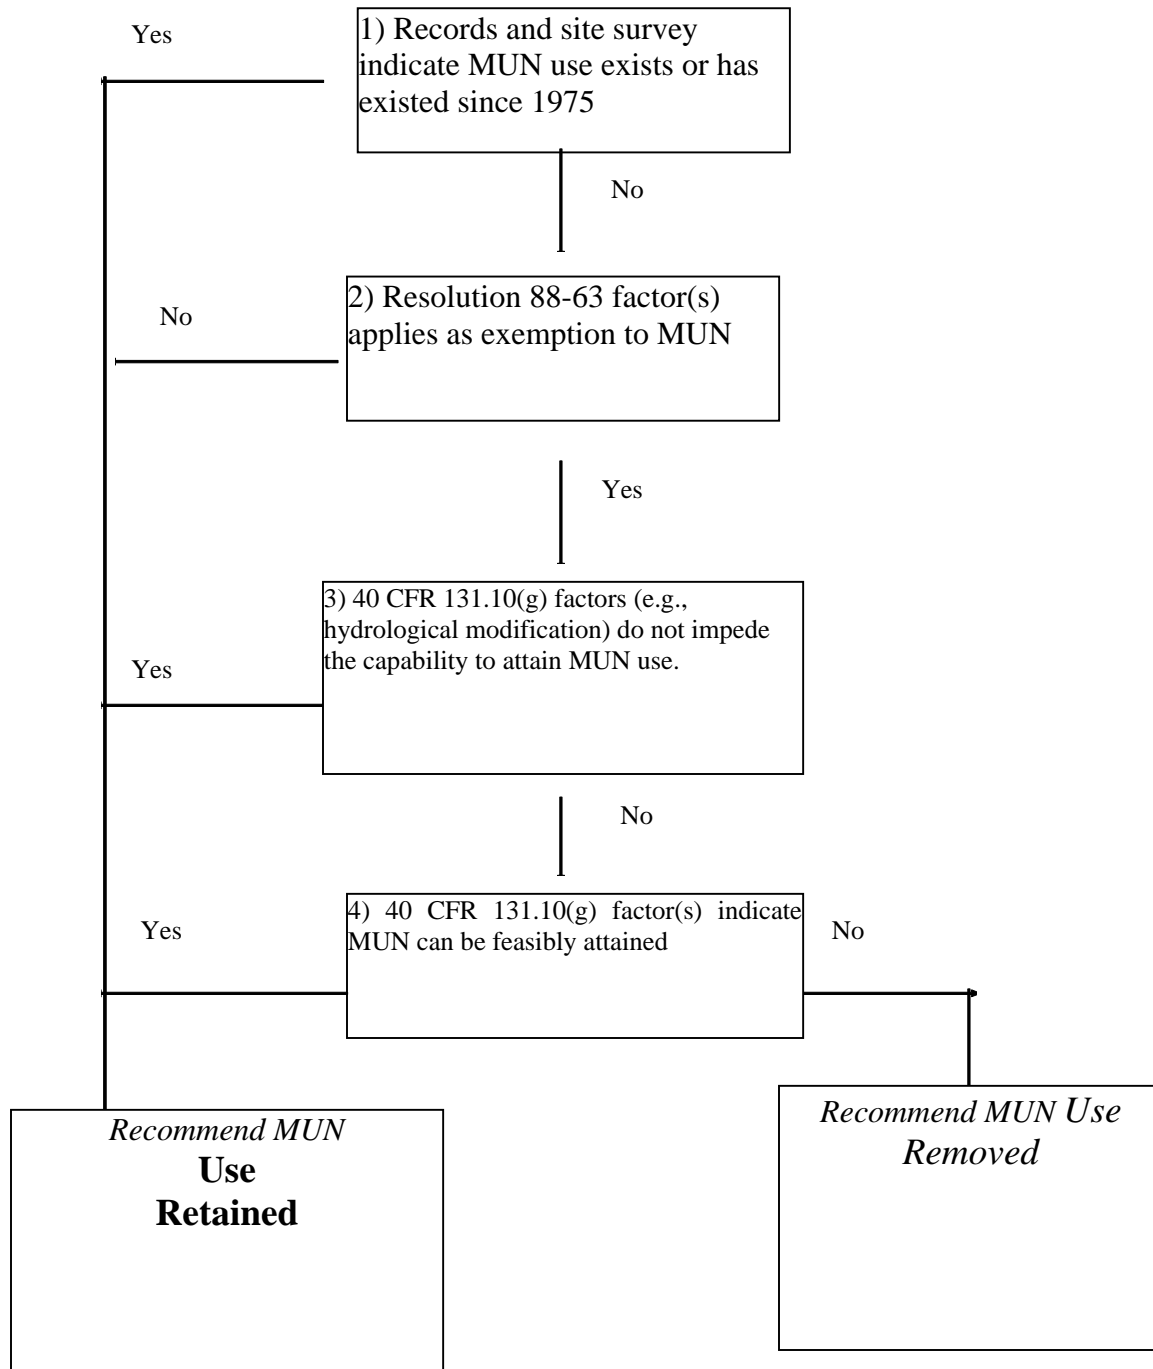 Yes
1) Records and site survey
indicate MUN use exists or has
existed since 1975
No
No
2) Resolution 88-63 factor(s)
applies as exemption to MUN
Yes
Yes
3) 40 CFR 131.10(g) factors (e.g.,
hydrological modification) do not impede
the capability to attain MUN use.
No
Yes
4) 40 CFR 131.10(g) factor(s) indicate
MUN can be feasibly attained
No
Recommend MUN
Use
Retained
Recommend MUN Use
Removed